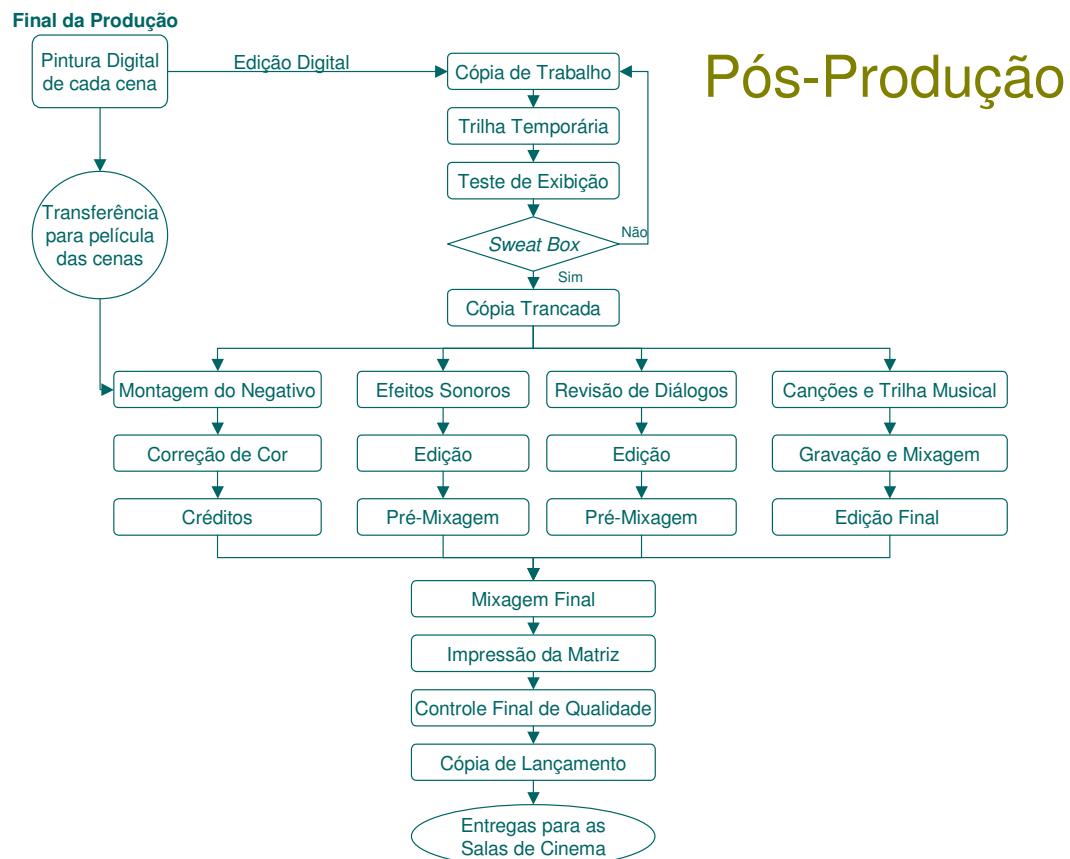 Final da Produção
Pós-Produção
Pintura Digital
de cada cena
Edição Digital
Cópia de Trabalho
Trilha Temporária
Teste de Exibição
Transferência
para película
das cenas
Sweat Box
Não
Sim
Cópia Trancada
Montagem do Negativo
Efeitos Sonoros
Revisão de Diálogos
Canções e Trilha Musical
Correção de Cor
Edição
Edição
Gravação e Mixagem
Créditos
Pré-Mixagem
Pré-Mixagem
Edição Final
Mixagem Final
Impressão da Matriz
Controle Final de Qualidade
Cópia de Lançamento
Entregas para as
Salas de Cinema